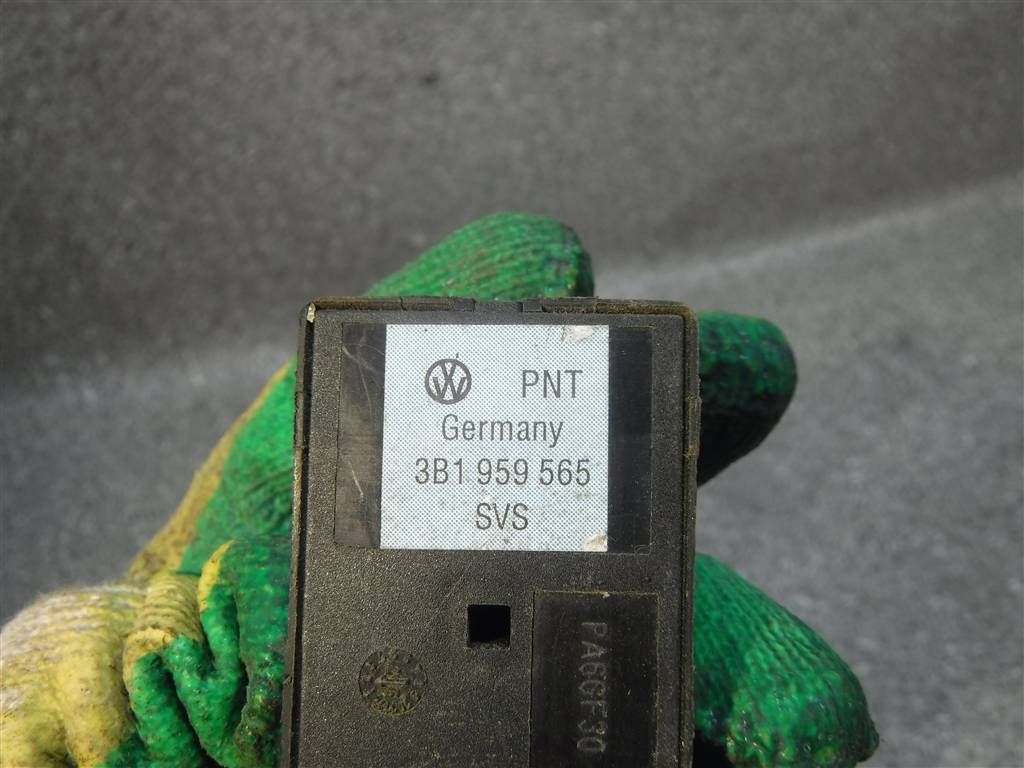 PNT
Germany
3B1 959 565
SVS
PA6GF30